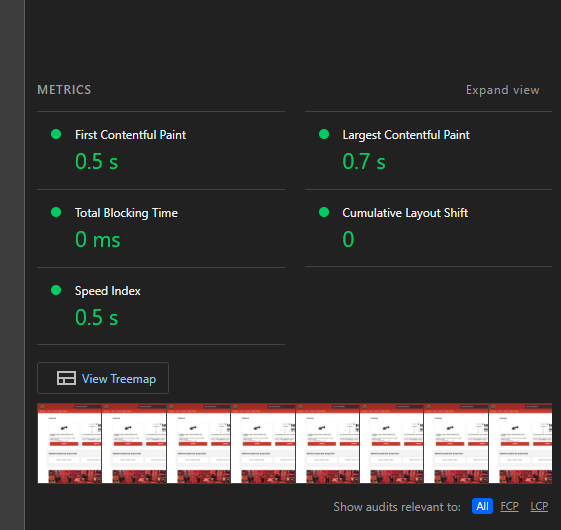 METRICS
Expand view
First Contentful Paint
0.5 s
Largest Contentful Paint
0.7 s
Total Blocking Time
0 ms
Cumulative Layout Shift
0
Speed Index
0.5 s
View Treemap
Show audits relevant to: All FCP LCP